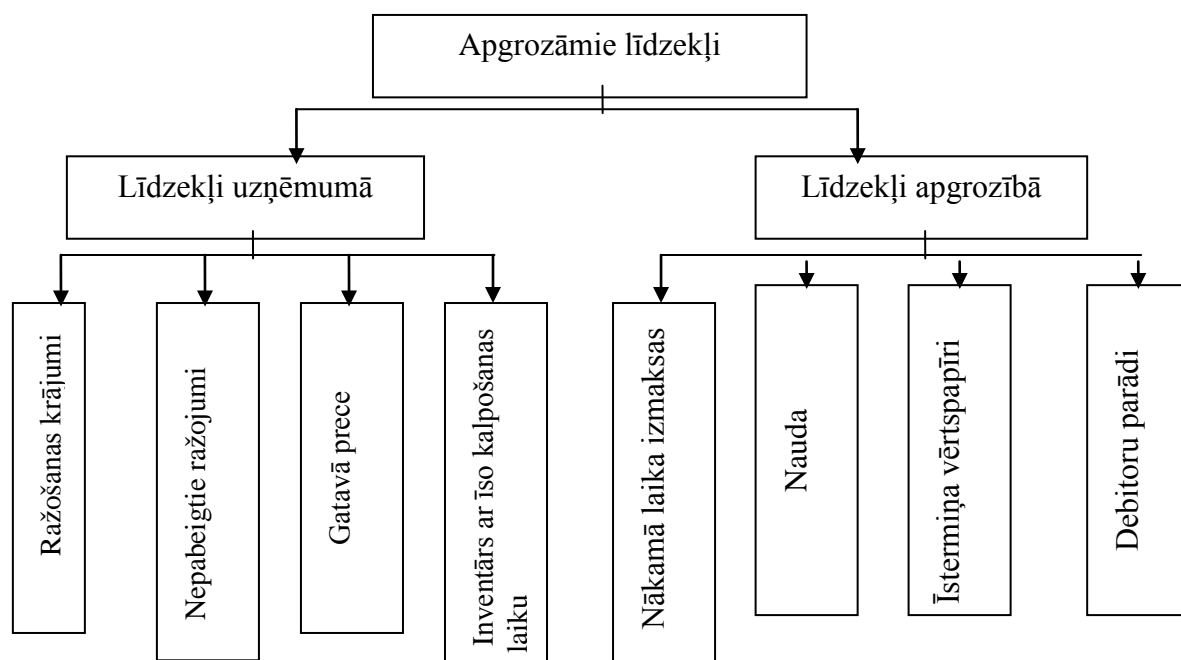 Apgrozāmie līdzekļi
Līdzekļi uzņēmumā
Līdzekļi apgrozībā
Ražošanas krājumi
Nepabeigtie ražojumi
Gatavā prece
Inventārs ar īso kalpošanas
laiku
Nākamā laika izmaksas
Nauda
Īstermiņa vērtspapīri
Debitoru parādi